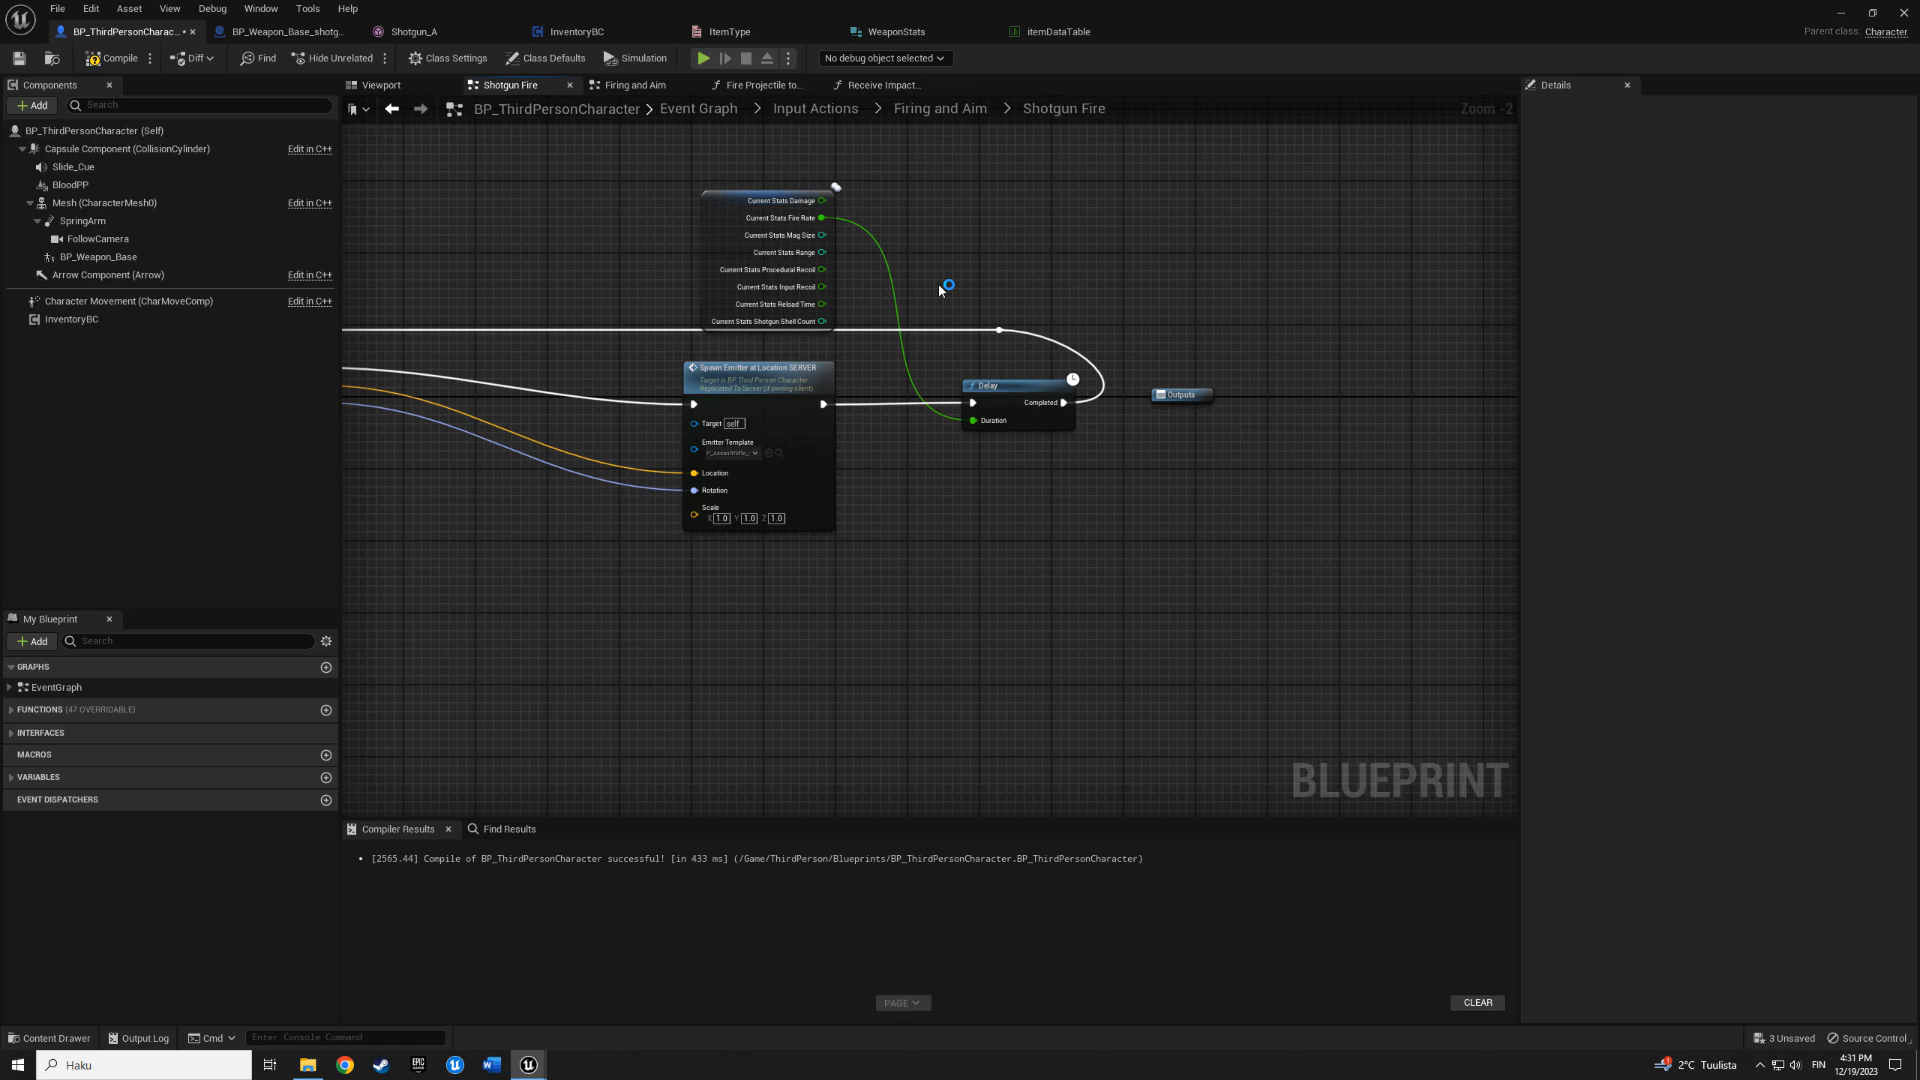 File Edit Asset View Debug Window Tools Help
BP_ThirdPersonCharac... • BP_Weapon_Base_shotg... Shotgun_A InventoryBC ItemType WeaponStats itemDataTable Parent class: Character
Compile Diff Find Hide Unrelated Class Settings Class Defaults Simulation No debug object selected
Components Viewport Shotgun Fire Firing and Aim Fire Projectile to... Receive Impact... Details
Add Search BP_ThirdPersonCharacter Event Graph Input Actions Firing and Aim Shotgun Fire Zoom -2
BP_ThirdPersonCharacter (Self)
Capsule Component (CollisionCylinder) Edit in C++
Slide_Cue
BloodPP
Mesh (CharacterMesh0) Edit in C++
SpringArm
FollowCamera
BP_Weapon_Base
Arrow Component (Arrow) Edit in C++
Character Movement (CharMoveComp) Edit in C++
InventoryBC
Current Stats Damage
Current Stats Fire Rate
Current Stats Mag Size
Current Stats Range
Current Stats Procedural Recoil
Current Stats Input Recoil
Current Stats Reload Time
Current Stats Shotgun Shell Count
Spawn Emitter at Location SERVER
Target is BP Third Person Character
Replicated To Server (if owning client)
Target self
Emitter Template
Location
Rotation
Scale
X 1.0 Y 1.0 Z 1.0
Delay
Completed
Duration
Outputs
My Blueprint
Add Search
GRAPHS
EventGraph
FUNCTIONS (47 OVERRIDABLE)
INTERFACES
MACROS
VARIABLES
EVENT DISPATCHERS
BLUEPRINT
Compiler Results Find Results
[2565.44] Compile of BP_ThirdPersonCharacter successful! [in 433 ms] (/Game/ThirdPerson/Blueprints/BP_ThirdPersonCharacter.BP_ThirdPersonCharacter)
PAGE CLEAR
Content Drawer Output Log Cmd Enter Console Command 3 Unsaved Source Control
Haku EPIC GAMES 2°C Tuulista FIN 4:31 PM
12/19/2023